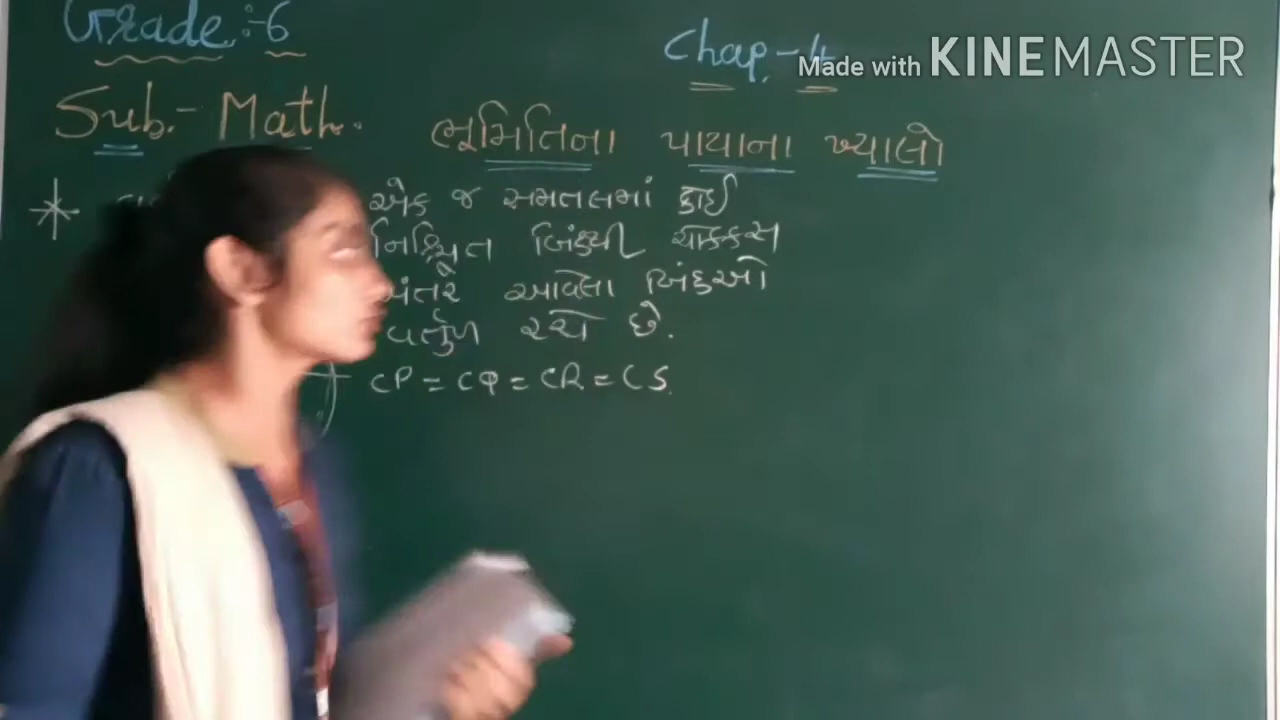 Grade :- 6
Chap. - 4
Made with KINEMASTER
Sub. - Math.
ભૂમિતિના પાયાના ખ્યાલો
એક જ સમતલમાં કોઈ
નિશ્ચિત બિંદુથી ચોક્કસ
અંતરે આવેલા બિંદુઓ
વર્તુળ રચે છે.
CP = CQ = CR = CS.